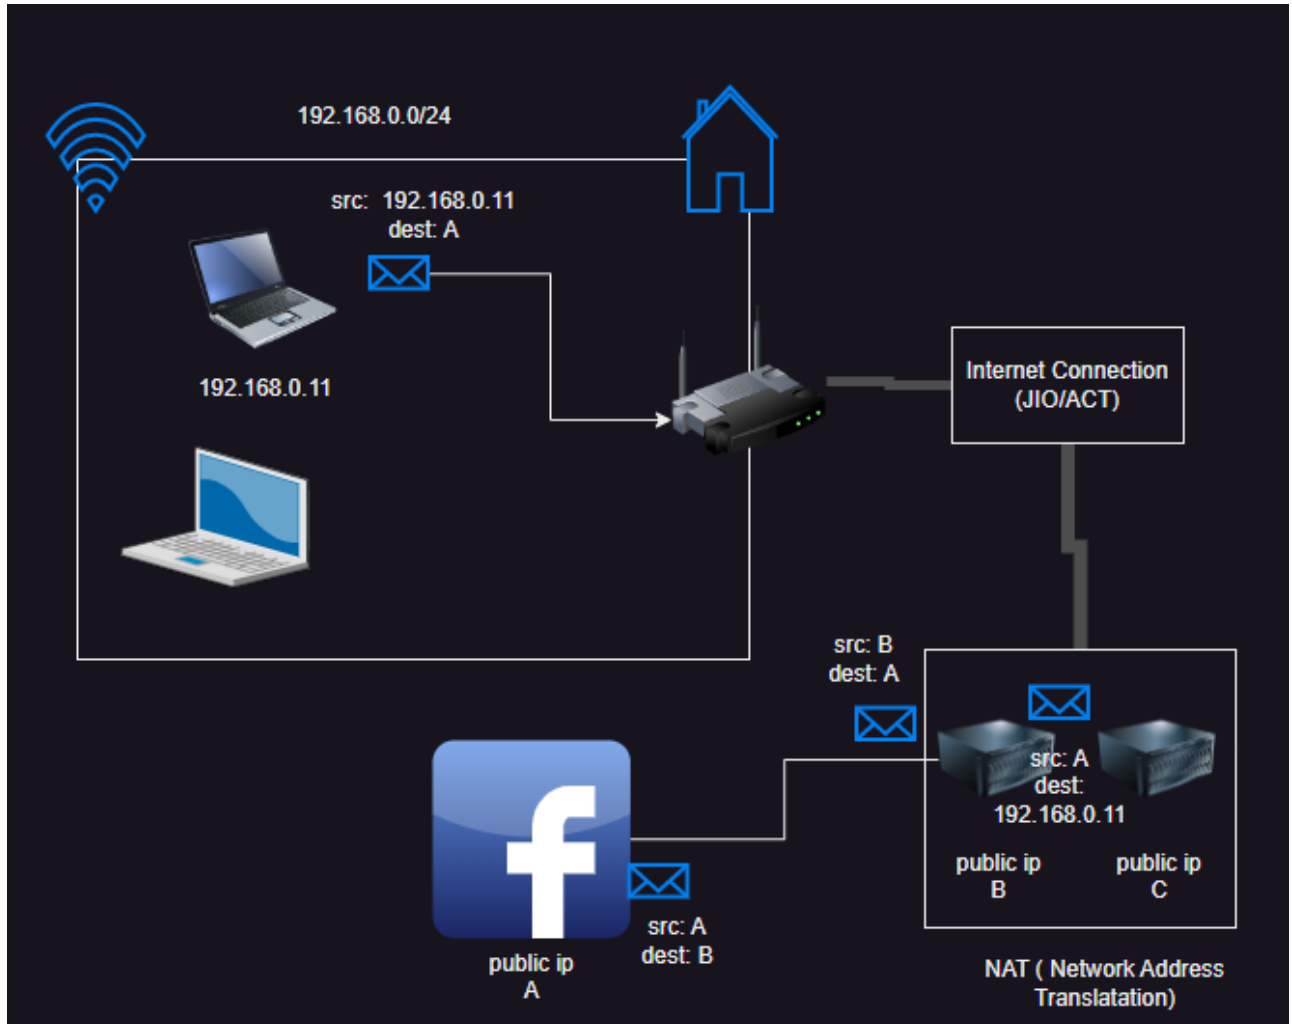 192.168.0.0/24
src: 192.168.0.11
dest: A
192.168.0.11
Internet Connection
(JIO/ACT)
src: B
dest: A
src: A
dest:
192.168.0.11
public ip
B
public ip
C
src: A
dest: B
public ip
A
NAT ( Network Address
Translatation)